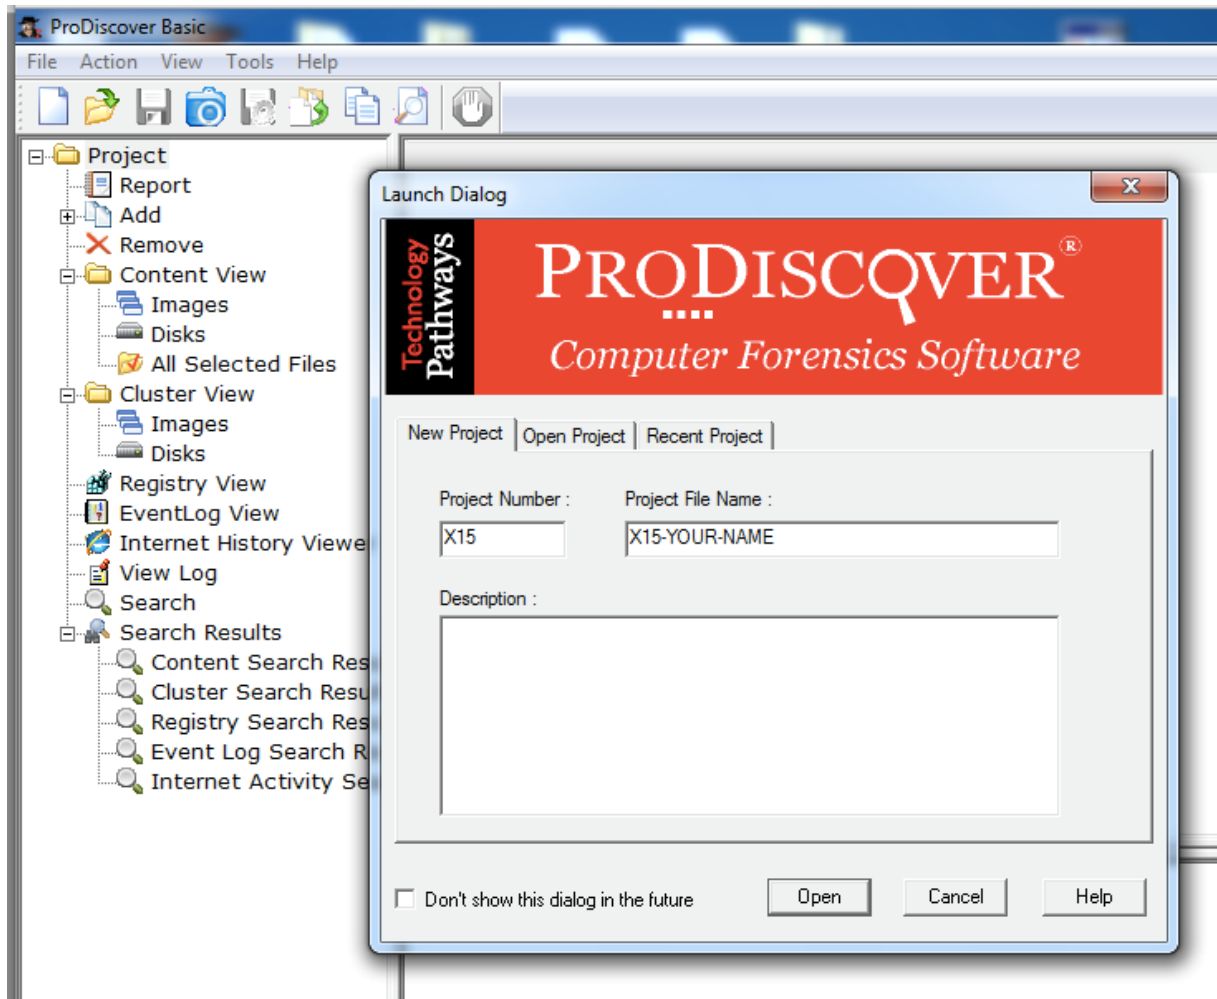 ProDiscover Basic
File Action View Tools Help
Project
Report
Add
Remove
Content View
Images
Disks
All Selected Files
Cluster View
Images
Disks
Registry View
EventLog View
Internet History Viewe
View Log
Search
Search Results
Content Search Res
Cluster Search Resu
Registry Search Res
Event Log Search R
Internet Activity Se
Launch Dialog
Technology
Pathways
PRODISCOVER®
Computer Forensics Software
New Project Open Project Recent Project
Project Number : Project File Name :
X15 X15-YOUR-NAME
Description :
Don't show this dialog in the future Open Cancel Help